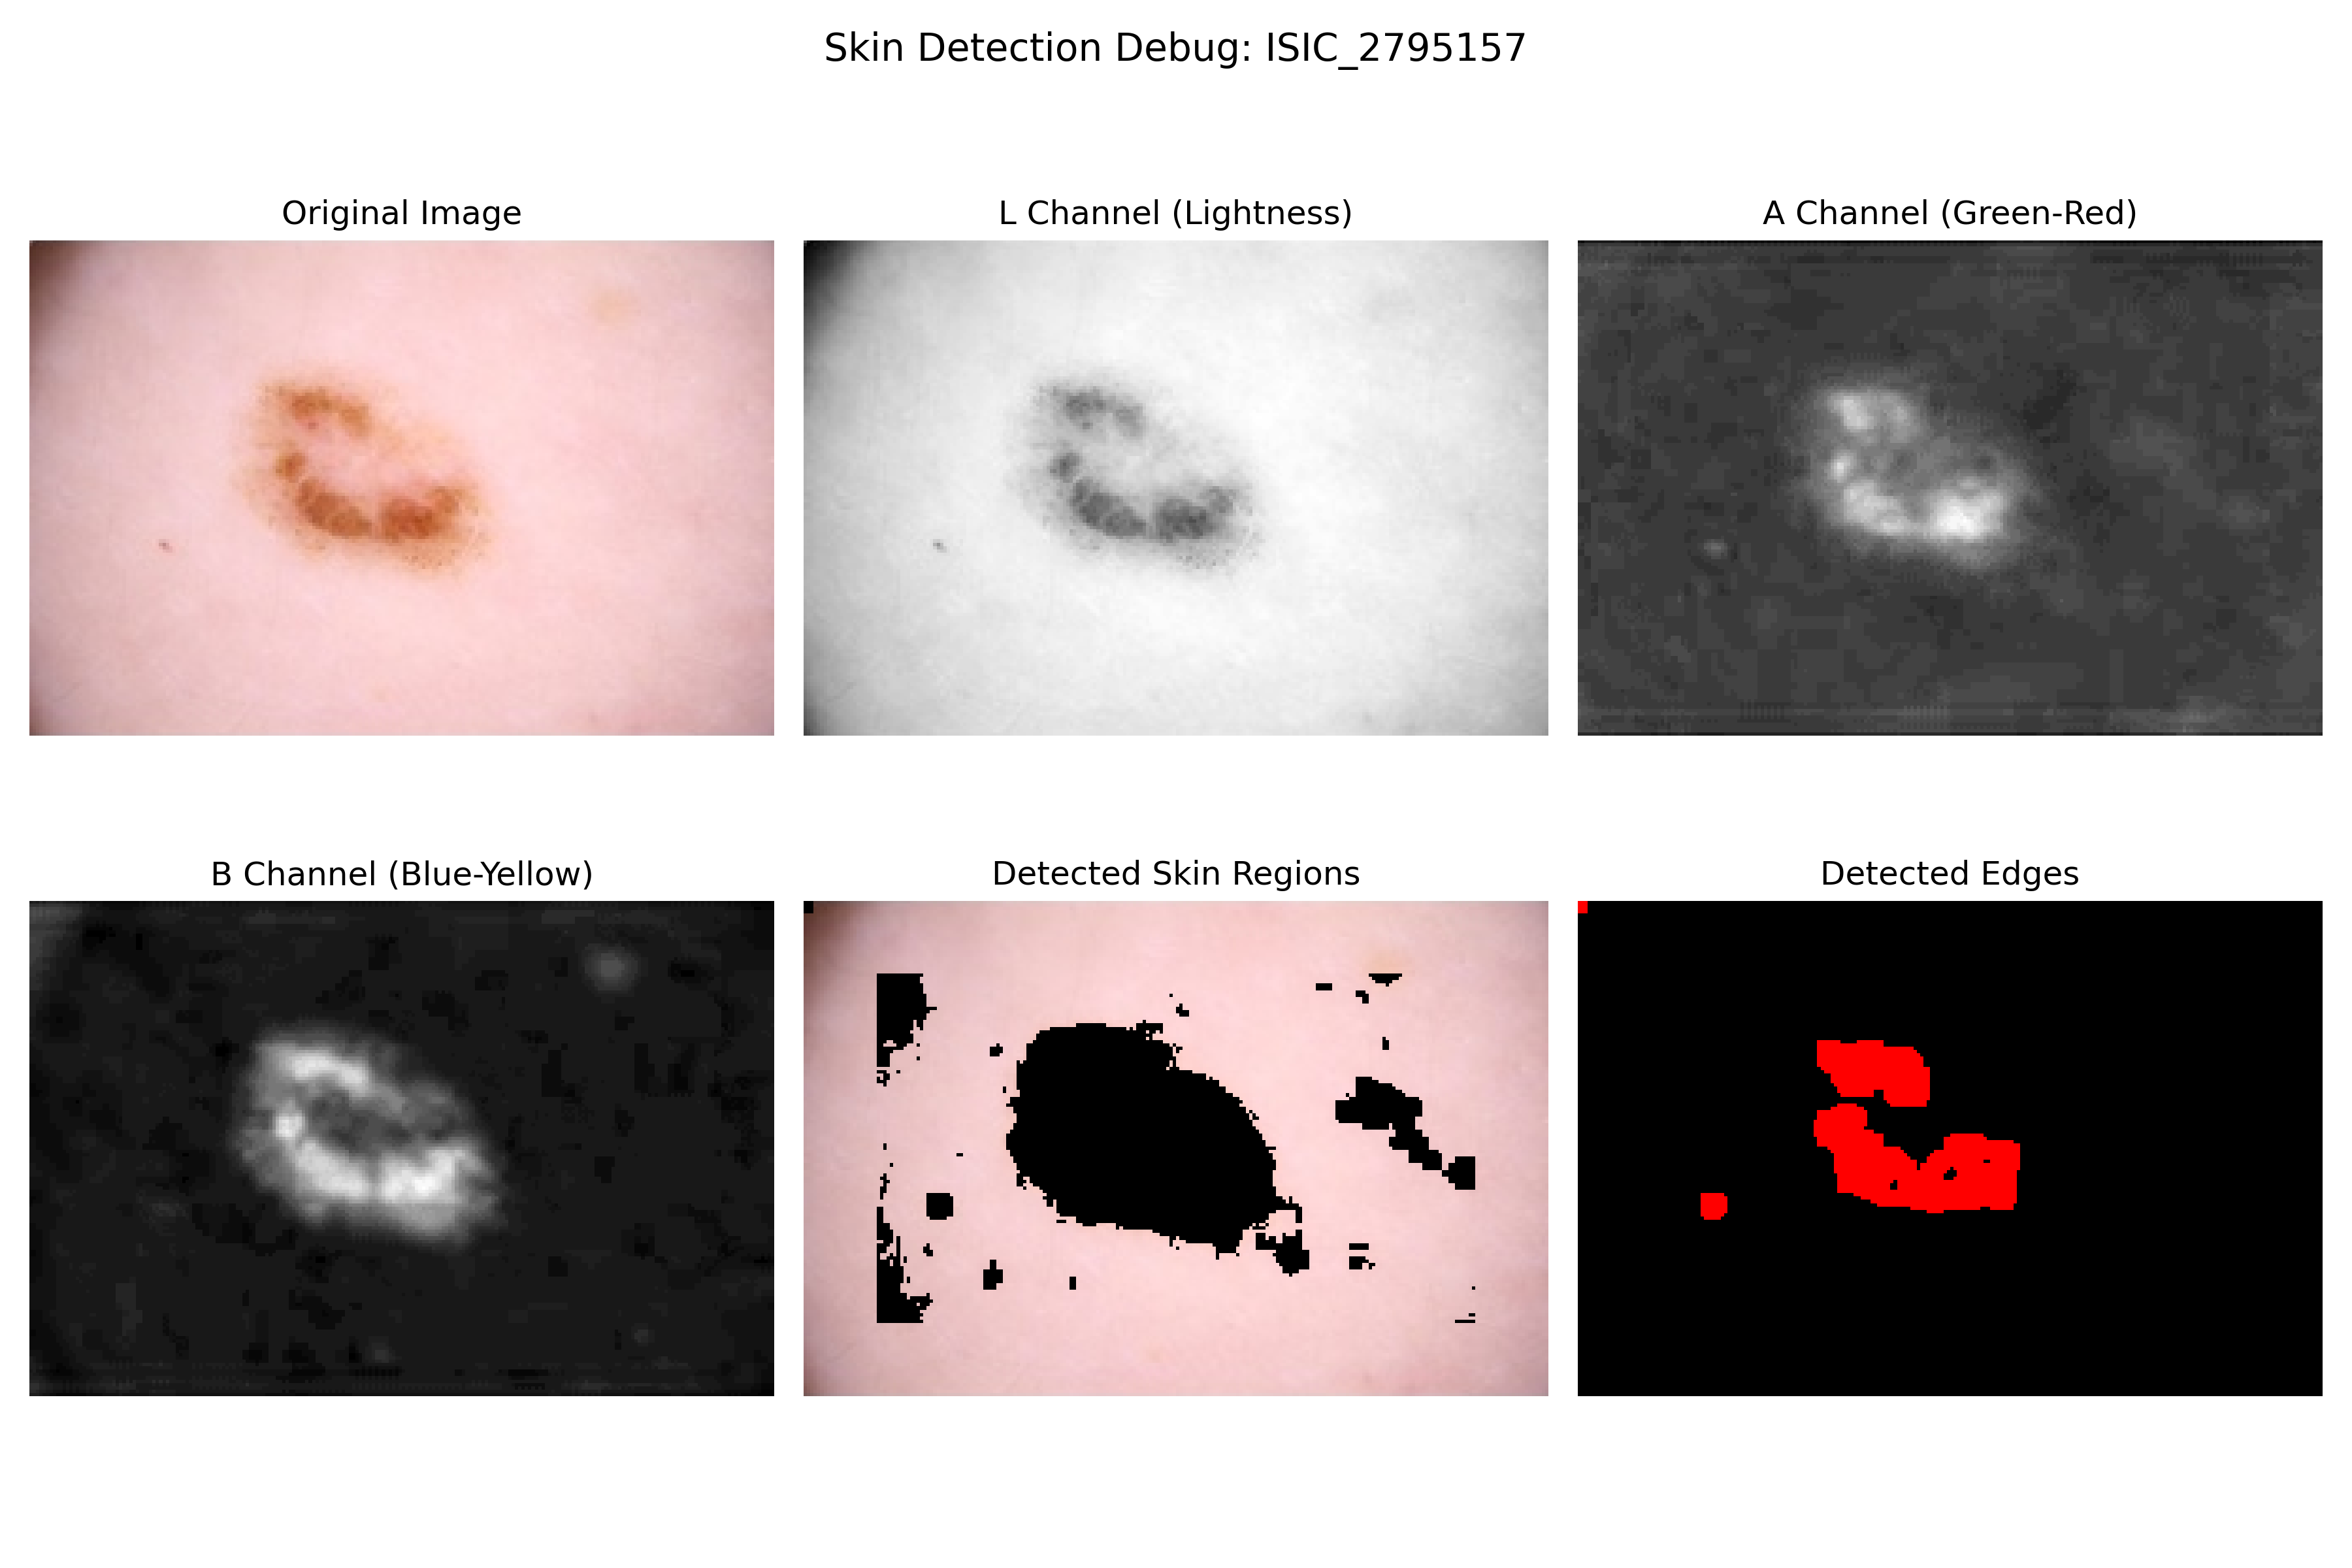 Skin Detection Debug: ISIC_2795157
Original Image
L Channel (Lightness)
A Channel (Green-Red)
B Channel (Blue-Yellow)
Detected Skin Regions
Detected Edges